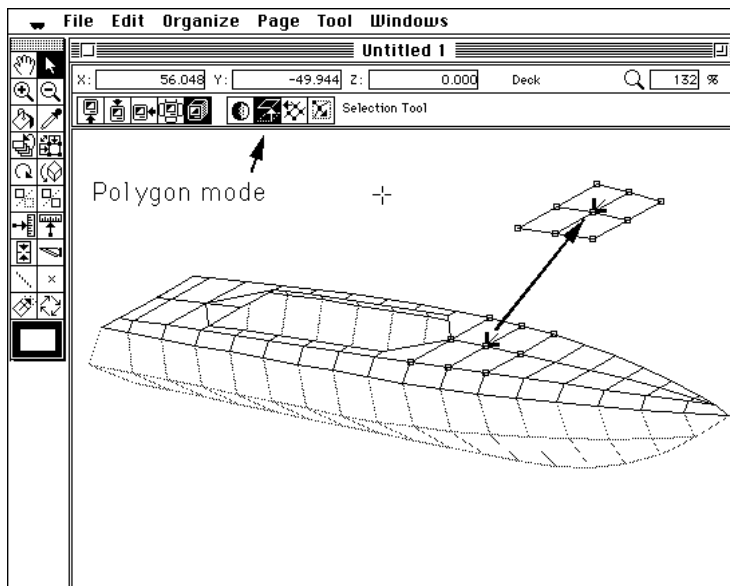 File Edit Organize Page Tool Windows
Untitled 1
X: 56.048 Y: -49.944 Z: 0.000 Deck 132 %
Selection Tool
Polygon mode